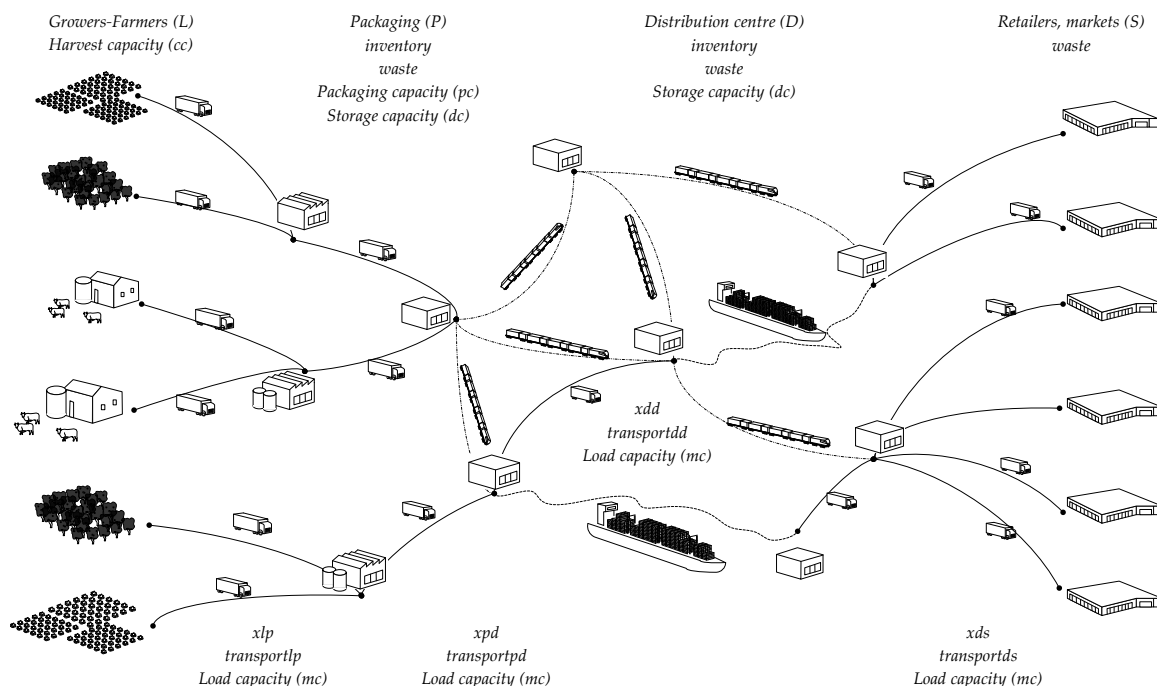 Growers-Farmers (L)
Harvest capacity (cc)
Packaging (P)
inventory
waste
Packaging capacity (pc)
Storage capacity (dc)
Distribution centre (D)
inventory
waste
Storage capacity (dc)
Retailers, markets (S)
waste
xdd
transportdd
Load capacity (mc)
xlp
transportlp
Load capacity (mc)
xpd
transportpd
Load capacity (mc)
xds
transportds
Load capacity (mc)